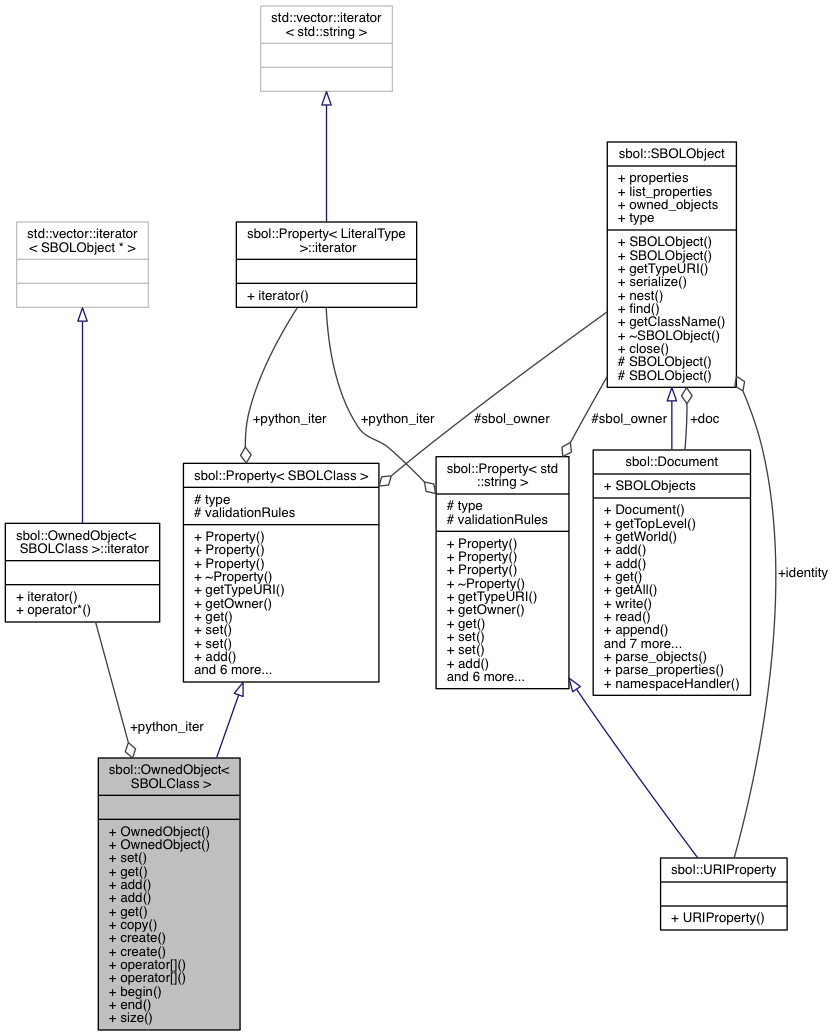 std::vector::iterator
< std::string >
sbol::SBOLObject
+ properties
+ list_properties
+ owned_objects
+ type
+ SBOLObject()
+ SBOLObject()
+ getTypeURI()
+ serialize()
+ nest()
+ find()
+ getClassName()
+ ~SBOLObject()
+ close()
# SBOLObject()
# SBOLObject()
std::vector::iterator
< SBOLObject * >
sbol::Property< LiteralType
>::iterator
+ iterator()
+python_iter
+python_iter
#sbol_owner
#sbol_owner
+doc
+identity
sbol::Property< SBOLClass >
# type
# validationRules
+ Property()
+ Property()
+ Property()
+ ~Property()
+ getTypeURI()
+ getOwner()
+ get()
+ set()
+ set()
+ add()
and 6 more...
sbol::Property< std
::string >
# type
# validationRules
+ Property()
+ Property()
+ Property()
+ ~Property()
+ getTypeURI()
+ getOwner()
+ get()
+ set()
+ set()
+ add()
and 6 more...
sbol::Document
+ SBOLObjects
+ Document()
+ getTopLevel()
+ getWorld()
+ add()
+ add()
+ get()
+ getAll()
+ write()
+ read()
+ append()
and 7 more...
+ parse_objects()
+ parse_properties()
+ namespaceHandler()
sbol::OwnedObject<
SBOLClass >::iterator
+ iterator()
+ operator*()
+python_iter
sbol::OwnedObject<
SBOLClass >
+ OwnedObject()
+ OwnedObject()
+ set()
+ get()
+ add()
+ add()
+ get()
+ copy()
+ create()
+ create()
+ operator[]()
+ operator[]()
+ begin()
+ end()
+ size()
sbol::URIProperty
+ URIProperty()